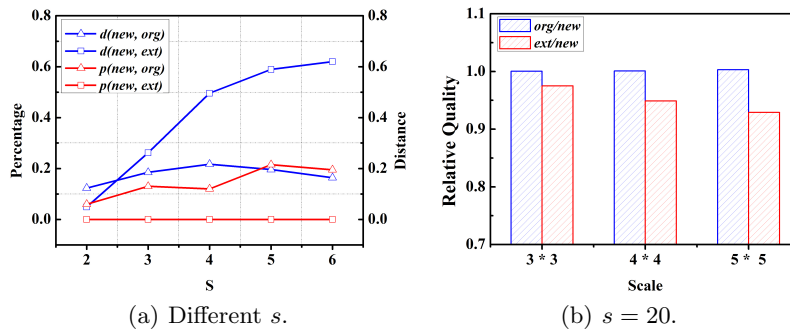 0.8
0.6
0.4
0.2
0.0
Percentage
d(new, org)
d(new, ext)
p(new, org)
p(new, ext)
0.8
0.6
0.4
0.2
0.0
Distance
2 3 4 5 6
S
(a) Different s.
1.1
1.0
0.9
0.8
0.7
Relative Quality
org/new
ext/new
3 * 3 4 * 4 5 * 5
Scale
(b) s = 20.